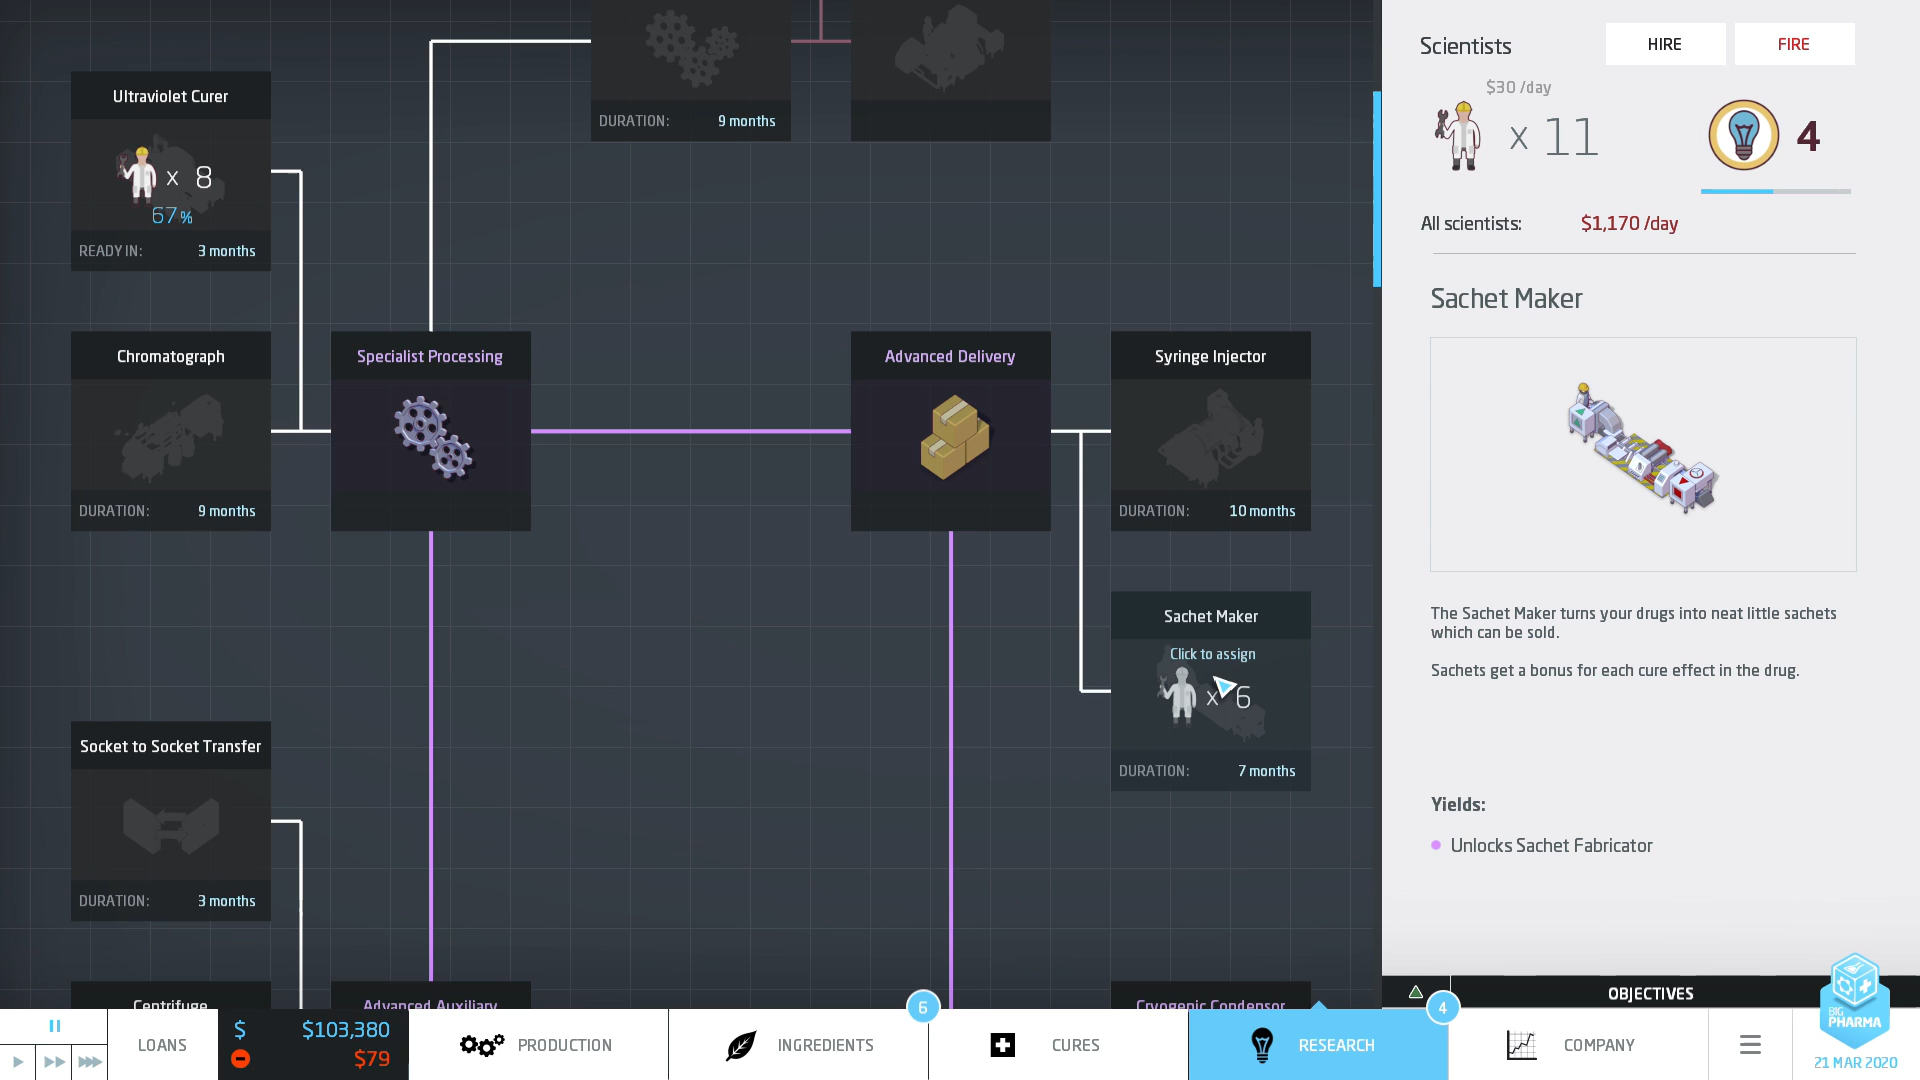 Ultraviolet Curer
x 8
67%
READY IN: 3 months
DURATION: 9 months
Chromatograph
DURATION: 9 months
Specialist Processing
Advanced Delivery
Syringe Injector
DURATION: 10 months
Sachet Maker
Click to assign
x 6
DURATION: 7 months
Socket to Socket Transfer
DURATION: 3 months
Centrifuge
Advanced Auxiliary
Cryogenic Condensor
Scientists
HIRE
FIRE
$30 /day
x 11
4
All scientists: $1,170 /day
Sachet Maker
The Sachet Maker turns your drugs into neat little sachets
which can be sold.
Sachets get a bonus for each cure effect in the drug.
Yields:
Unlocks Sachet Fabricator
OBJECTIVES
LOANS
$ $103,380
$79
PRODUCTION
INGREDIENTS
6
CURES
RESEARCH
4
COMPANY
BIG
PHARMA
21 MAR 2020